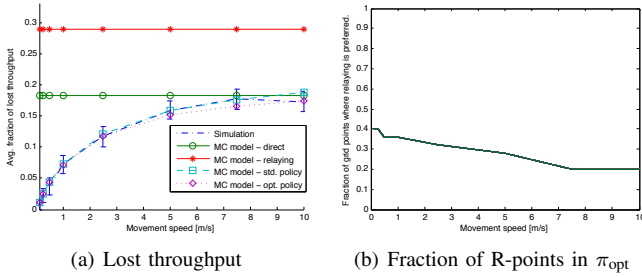 Avg. fraction of lost throughput
0.3
0.25
0.2
0.15
0.1
0.05
0
1 2 3 4 5 6 7 8 9 10
Movement speed [m/s]
Simulation
MC model – direct
MC model – relaying
MC model – std. policy
MC model – opt. policy
(a) Lost throughput
Fraction of grid points where relaying is preferred.
1
0.9
0.8
0.7
0.6
0.5
0.4
0.3
0.2
0.1
0
0 1 2 3 4 5 6 7 8 9 10
Movement speed [m/s]
(b) Fraction of R-points in πopt